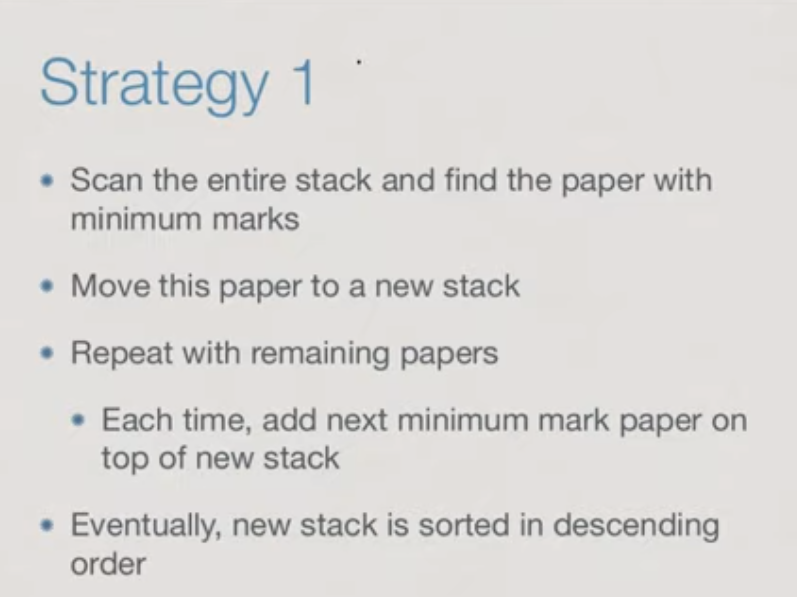 Strategy 1
• Scan the entire stack and find the paper with
minimum marks
• Move this paper to a new stack
• Repeat with remaining papers
• Each time, add next minimum mark paper on
top of new stack
• Eventually, new stack is sorted in descending
order